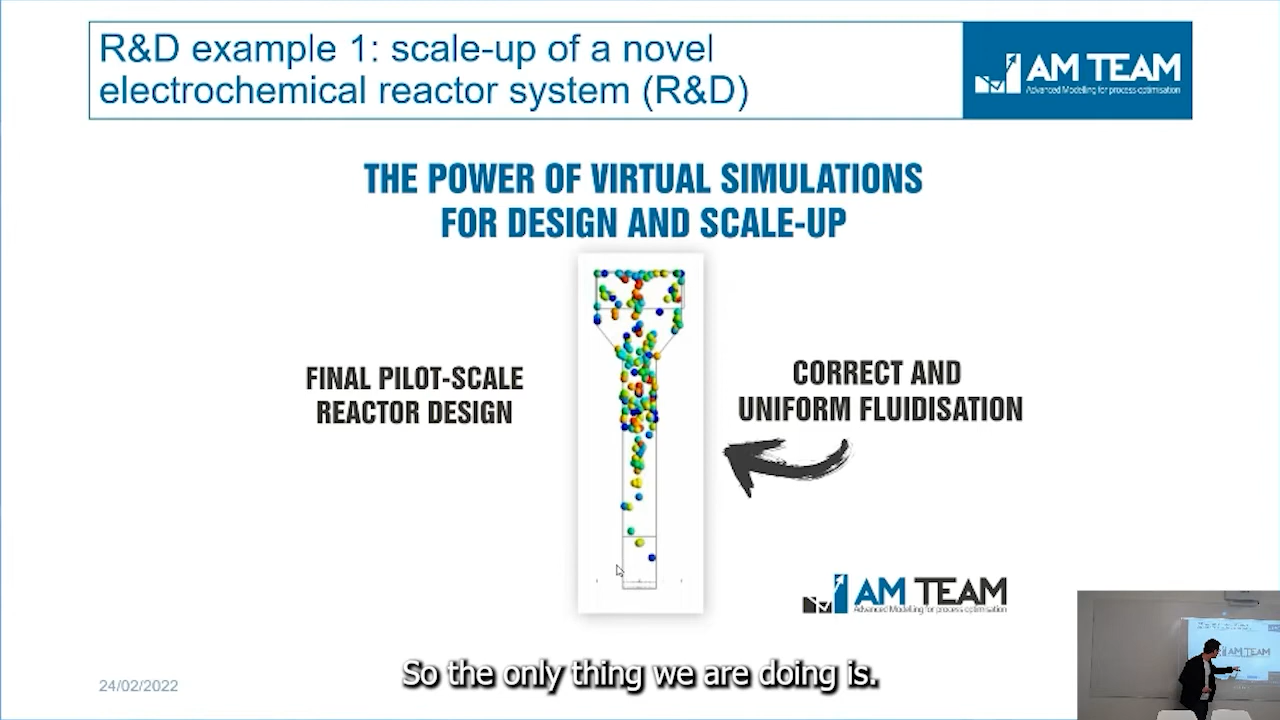 R&D example 1: scale-up of a novel
electrochemical reactor system (R&D)
AM TEAM
Advanced Modelling for process optimisation
THE POWER OF VIRTUAL SIMULATIONS
FOR DESIGN AND SCALE-UP
FINAL PILOT-SCALE
REACTOR DESIGN
CORRECT AND
UNIFORM FLUIDISATION
AM TEAM
Advanced Modelling for process optimisation
So the only thing we are doing is.
24/02/2022
AM TEAM